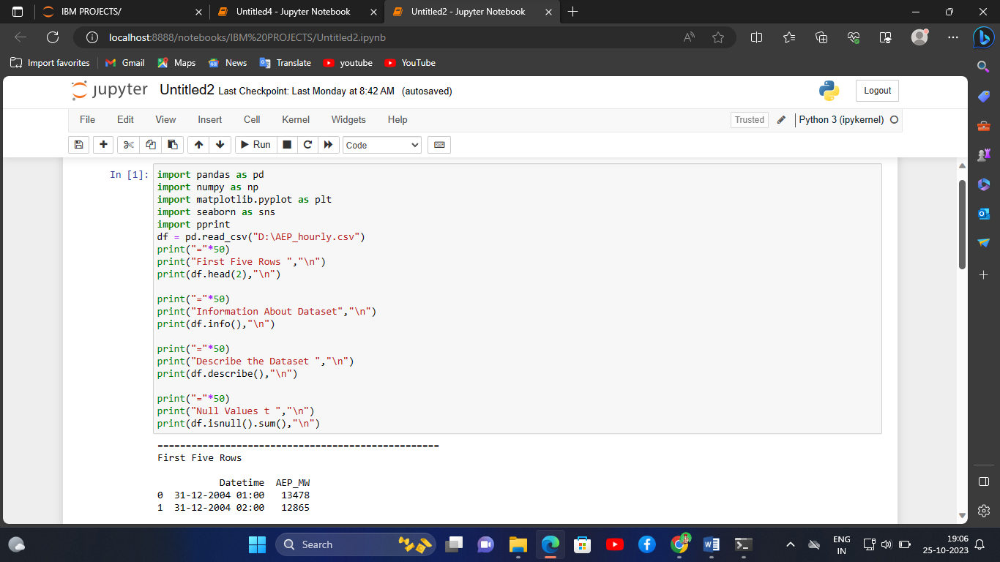 IBM PROJECTS/
Untitled4 - Jupyter Notebook
Untitled2 - Jupyter Notebook
localhost:8888/notebooks/IBM%20PROJECTS/Untitled2.ipynb
Import favorites
Gmail
Maps
News
Translate
youtube
YouTube
jupyter Untitled2 Last Checkpoint: Last Monday at 8:42 AM (autosaved)
Logout
File Edit View Insert Cell Kernel Widgets Help
Trusted
Python 3 (ipykernel)
Run
Code
In [1]:
import pandas as pd
import numpy as np
import matplotlib.pyplot as plt
import seaborn as sns
import pprint
df = pd.read_csv("D:\AEP_hourly.csv")
print("="*50)
print("First Five Rows ","\n")
print(df.head(2),"\n")
print("="*50)
print("Information About Dataset","\n")
print(df.info(),"\n")
print("="*50)
print("Describe the Dataset ","\n")
print(df.describe(),"\n")
print("="*50)
print("Null Values t ","\n")
print(df.isnull().sum(),"\n")
==================================================
First Five Rows
Datetime AEP_MW
0 31-12-2004 01:00 13478
1 31-12-2004 02:00 12865
Search
ENG
IN
19:06
25-10-2023